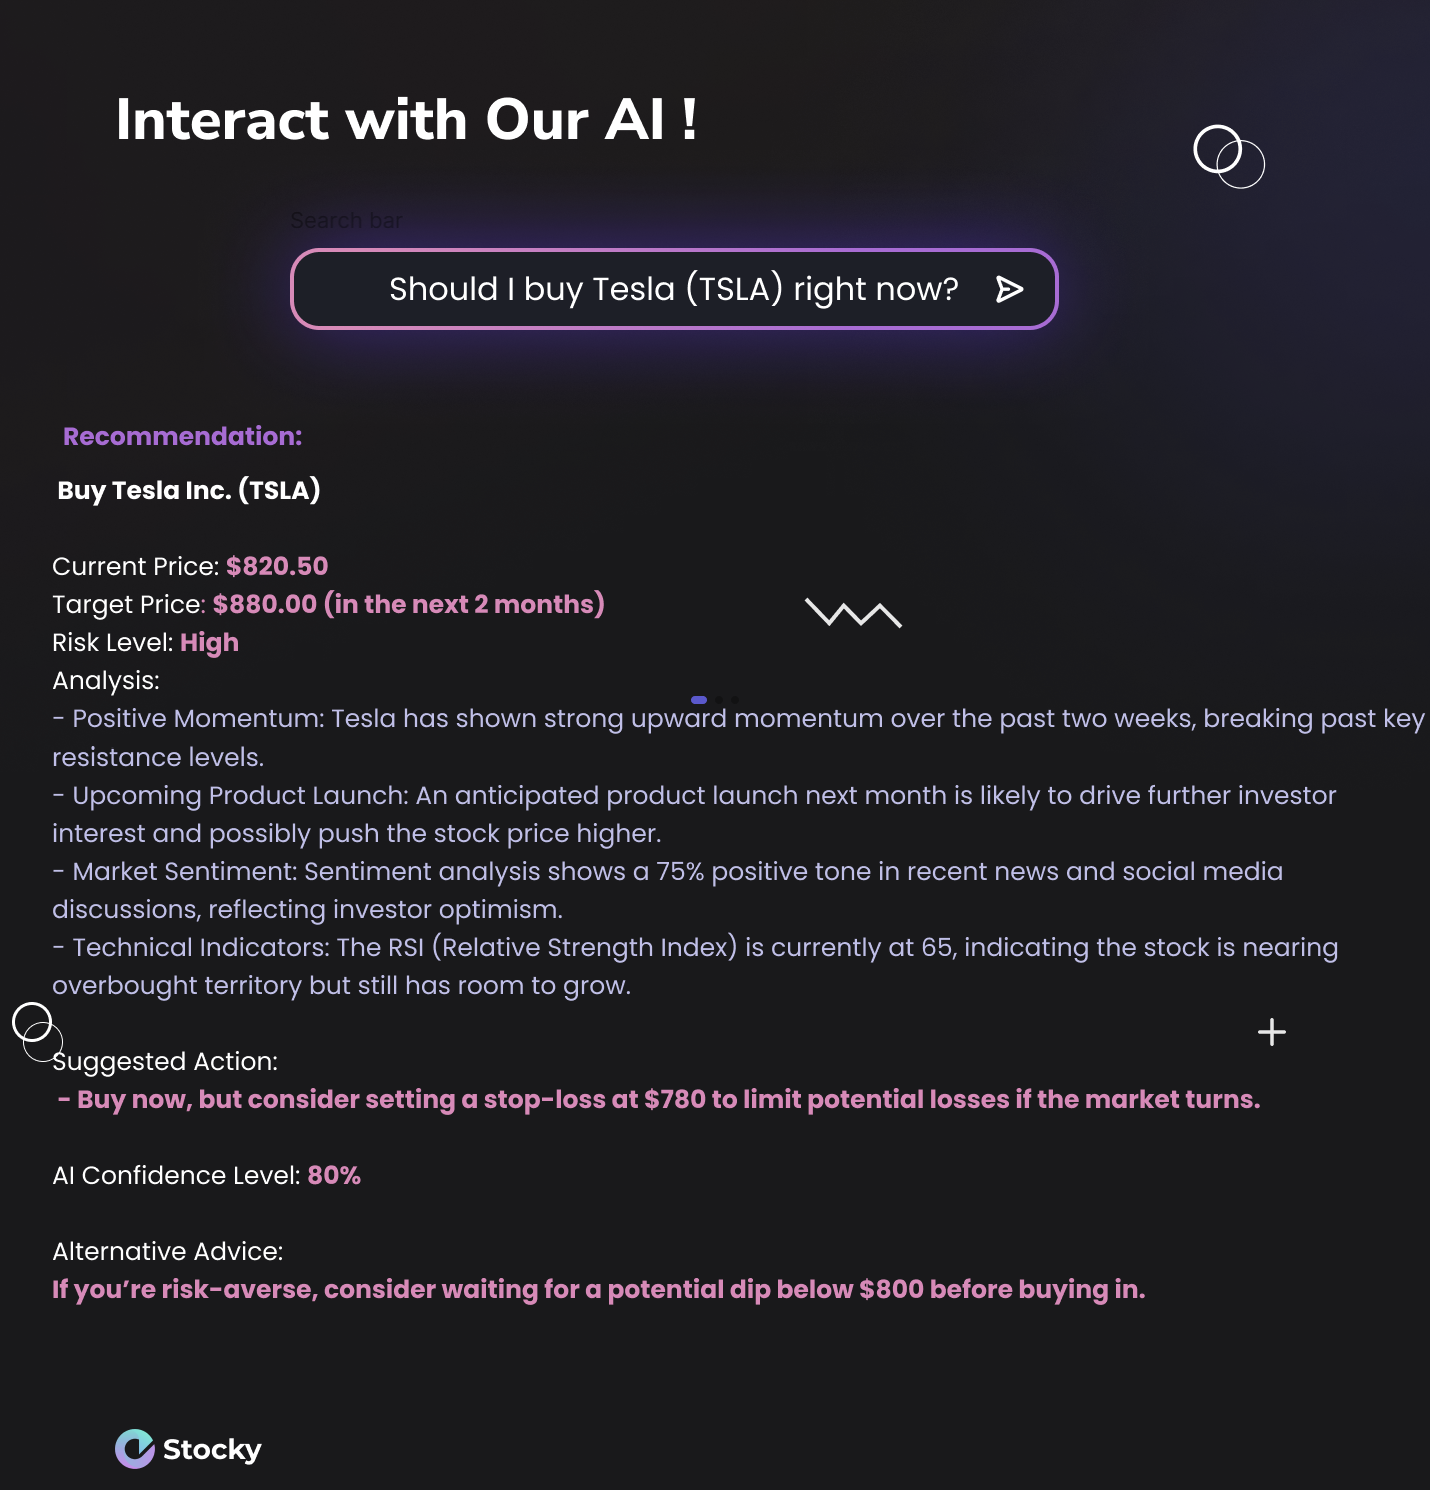 Interact with Our AI !
Search bar
Should I buy Tesla (TSLA) right now?
Recommendation:
Buy Tesla Inc. (TSLA)
Current Price: $820.50
Target Price: $880.00 (in the next 2 months)
Risk Level: High
Analysis:
- Positive Momentum: Tesla has shown strong upward momentum over the past two weeks, breaking past key
resistance levels.
- Upcoming Product Launch: An anticipated product launch next month is likely to drive further investor
interest and possibly push the stock price higher.
- Market Sentiment: Sentiment analysis shows a 75% positive tone in recent news and social media
discussions, reflecting investor optimism.
- Technical Indicators: The RSI (Relative Strength Index) is currently at 65, indicating the stock is nearing
overbought territory but still has room to grow.
Suggested Action:
- Buy now, but consider setting a stop-loss at $780 to limit potential losses if the market turns.
AI Confidence Level: 80%
Alternative Advice:
If you’re risk-averse, consider waiting for a potential dip below $800 before buying in.
Stocky